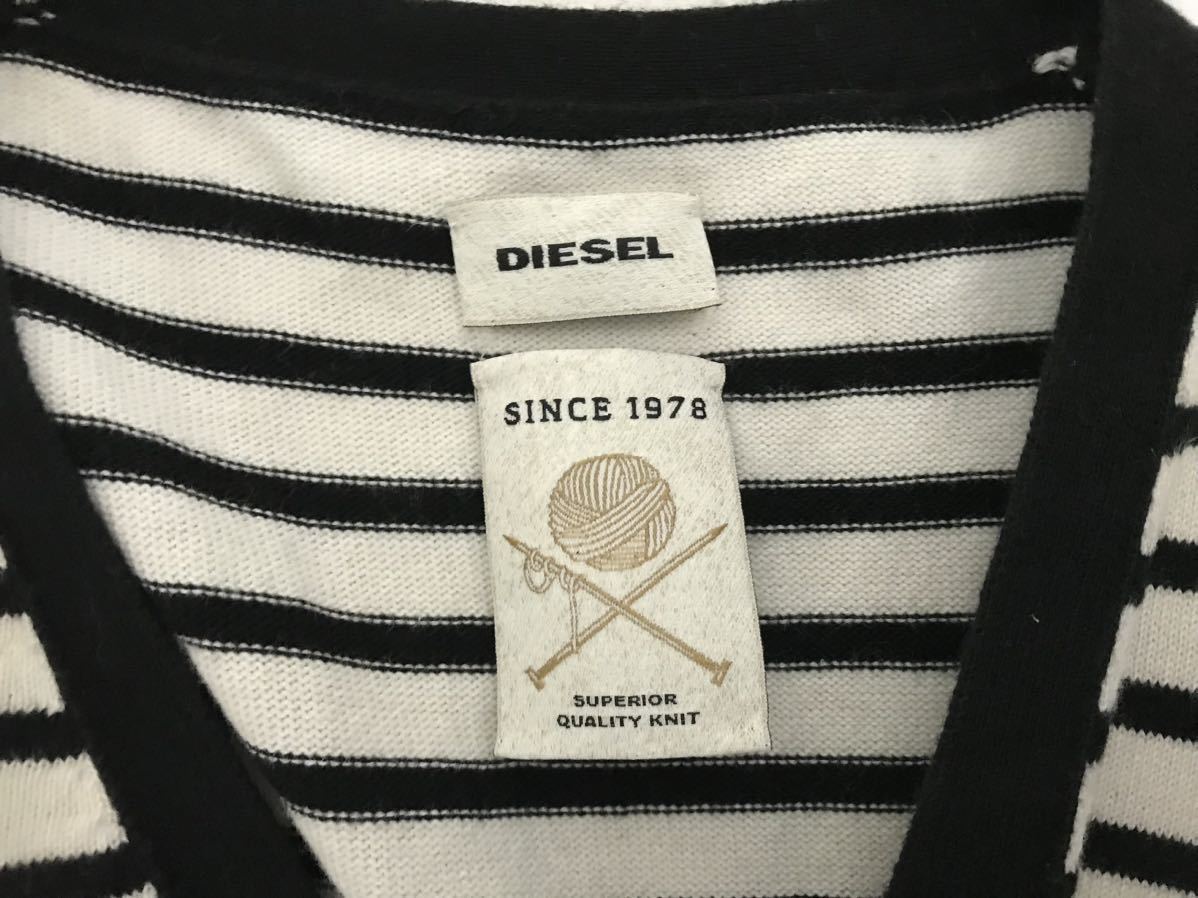 DIESEL
SINCE 1978
SUPERIOR
QUALITY KNIT